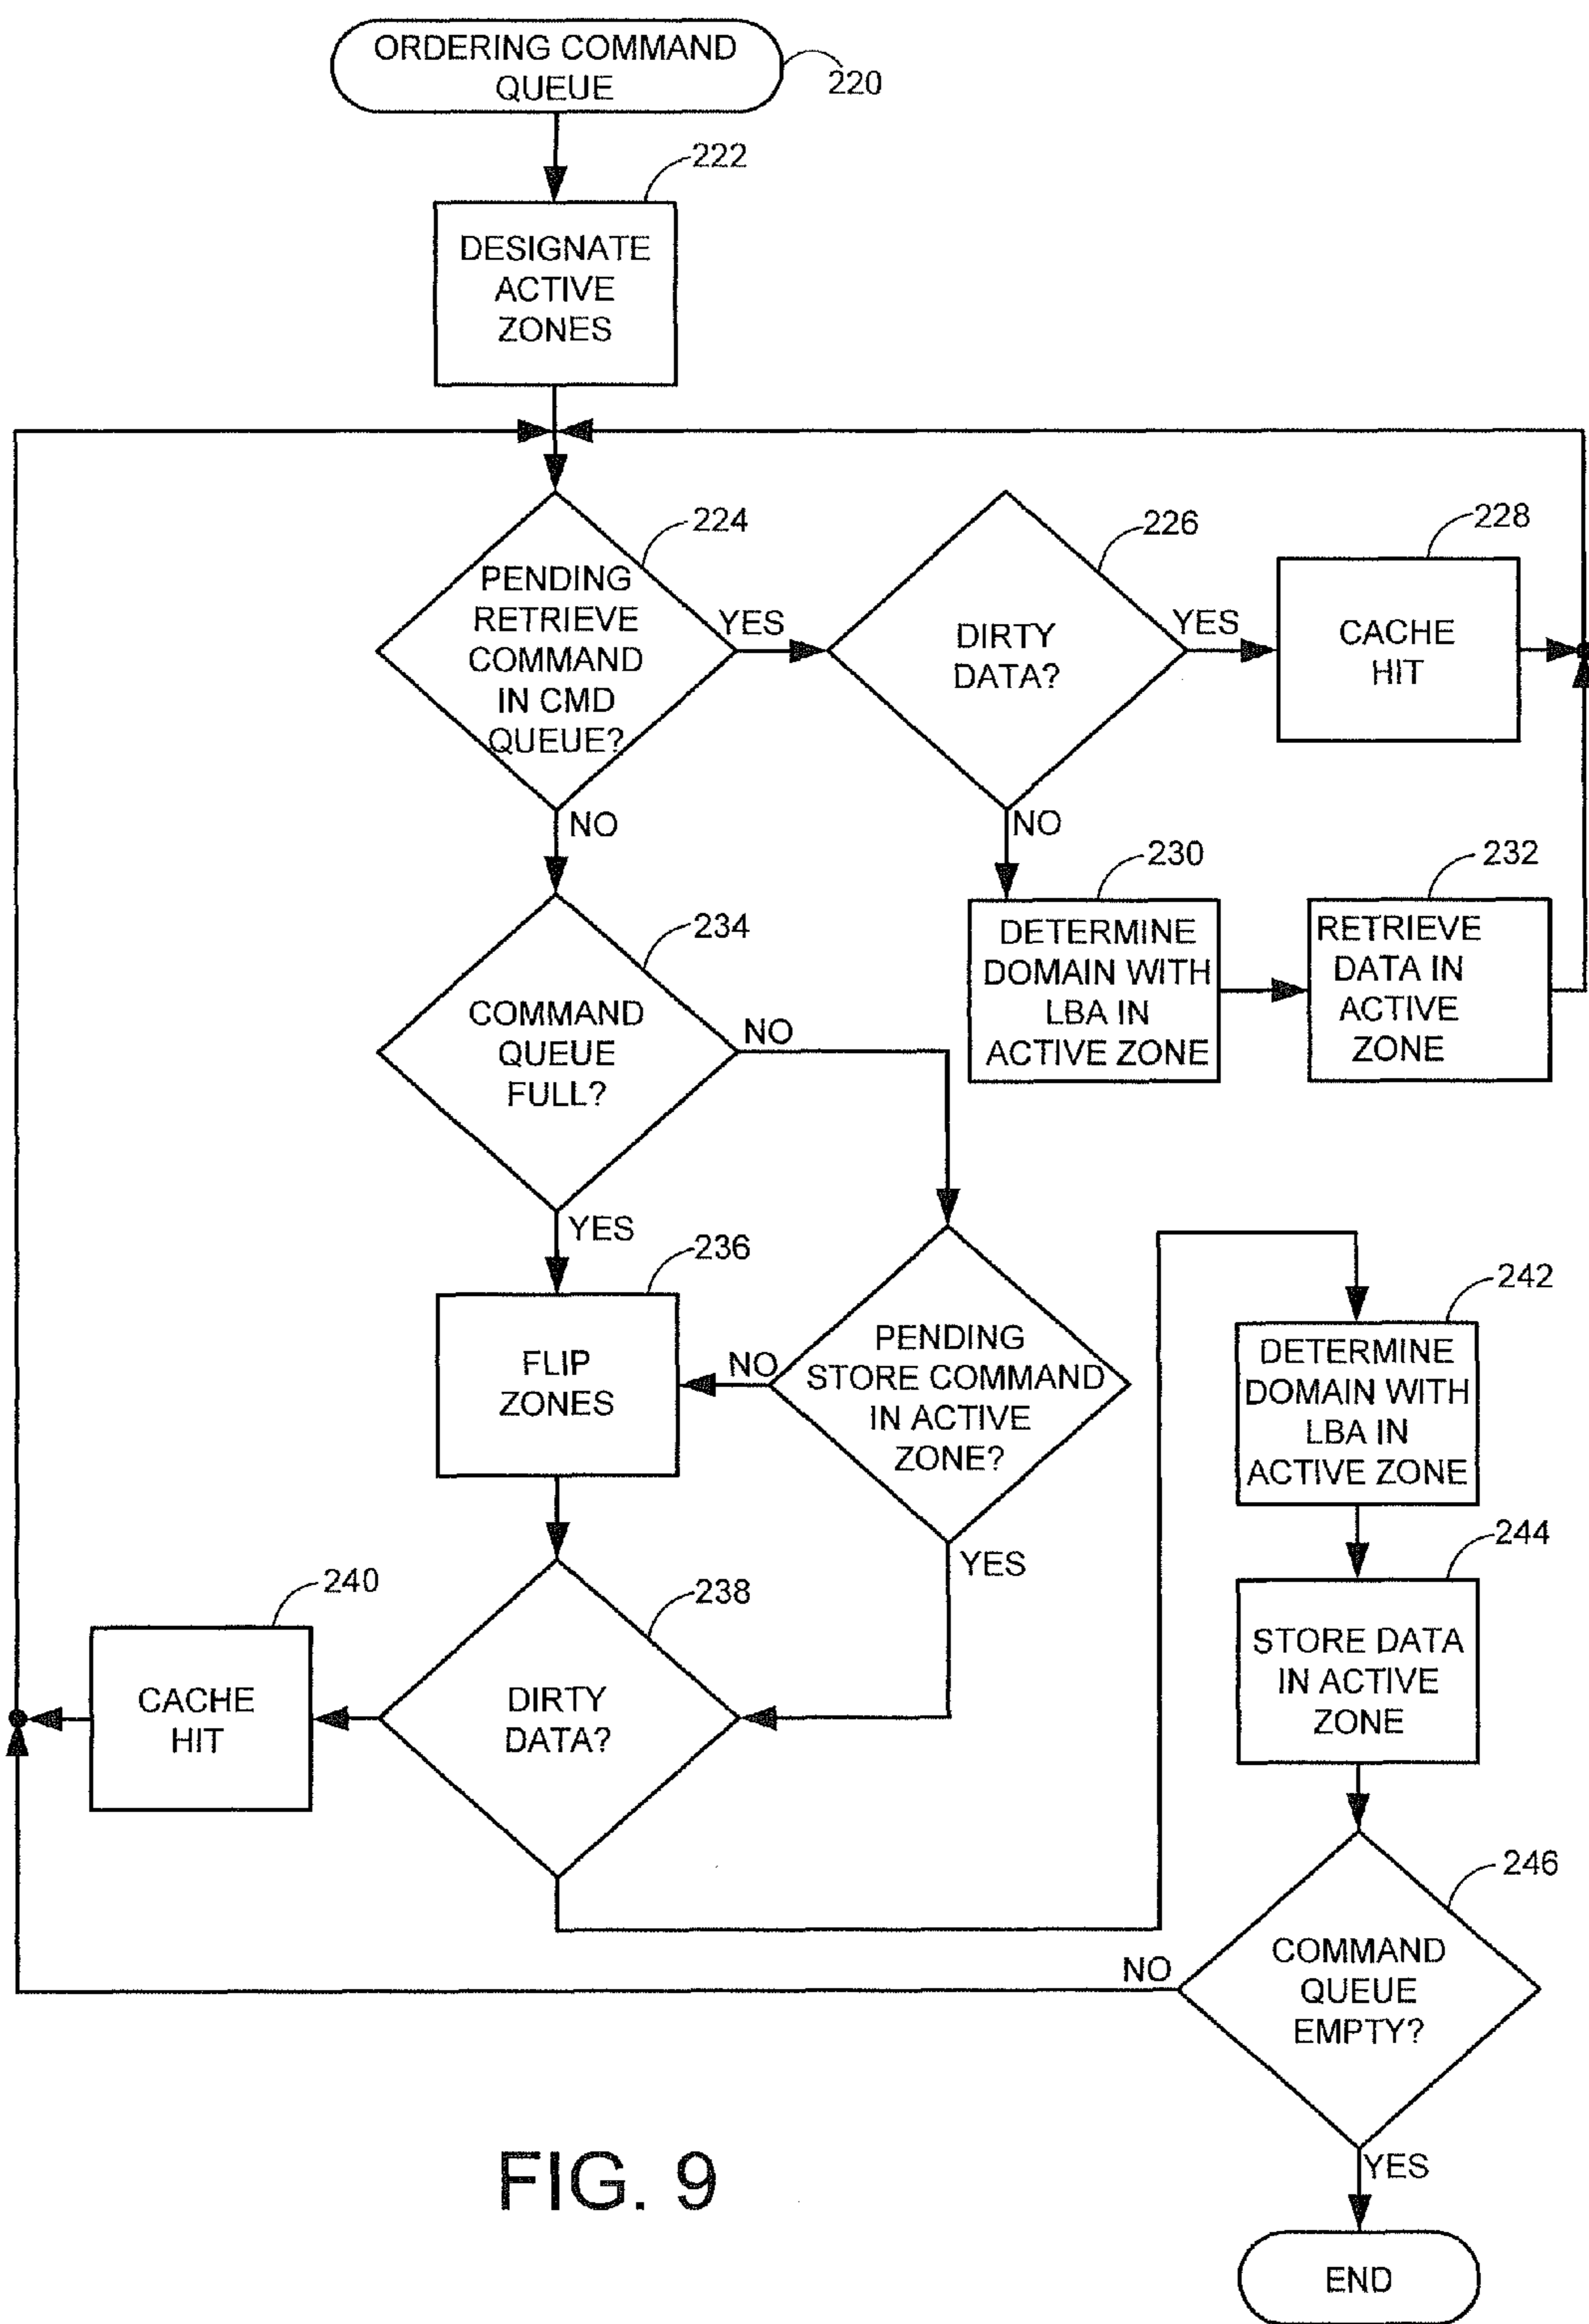 ORDERING COMMAND
QUEUE
220
222
DESIGNATE
ACTIVE
ZONES
224
PENDING
RETRIEVE
COMMAND
IN CMD
QUEUE?
YES
NO
226
DIRTY
DATA?
YES
NO
228
CACHE
HIT
230
DETERMINE
DOMAIN WITH
LBA IN
ACTIVE ZONE
232
RETRIEVE
DATA IN
ACTIVE
ZONE
234
COMMAND
QUEUE
FULL?
NO
YES
236
FLIP
ZONES
NO
PENDING
STORE COMMAND
IN ACTIVE
ZONE?
YES
238
DIRTY
DATA?
240
CACHE
HIT
242
DETERMINE
DOMAIN WITH
LBA IN
ACTIVE ZONE
244
STORE DATA
IN ACTIVE
ZONE
246
COMMAND
QUEUE
EMPTY?
NO
YES
END
FIG. 9